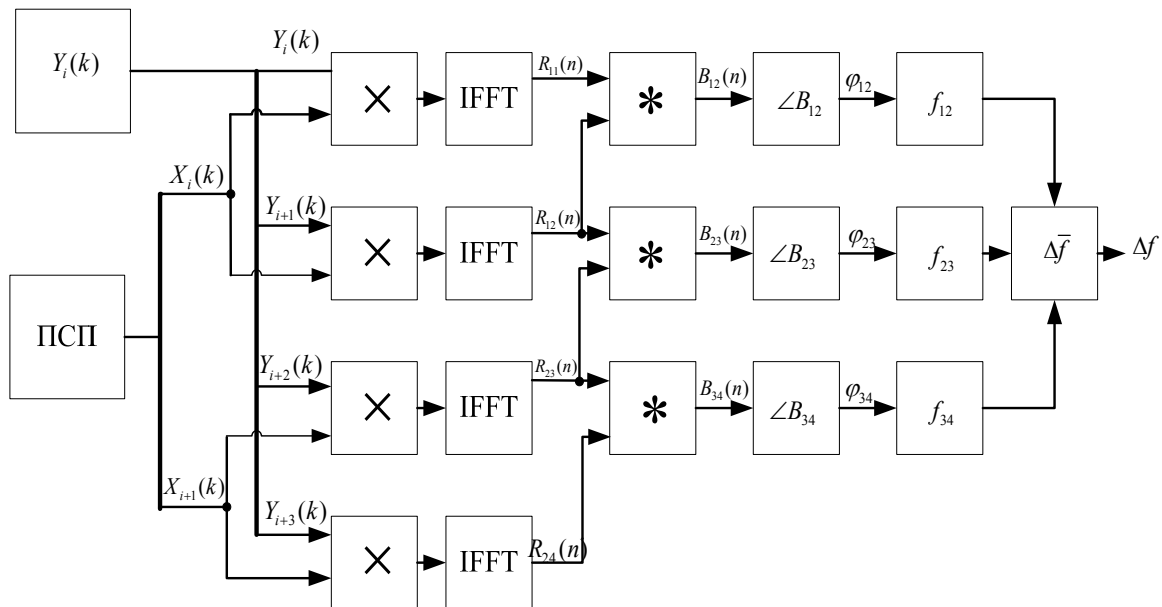 Y_i(k)
Y_i(k)
×
IFFT
R_{11}(n)
*
B_{12}(n)
∠B_{12}
φ_{12}
f_{12}
X_i(k)
Y_{i+1}(k)
×
IFFT
R_{12}(n)
*
B_{23}(n)
∠B_{23}
φ_{23}
f_{23}
Δf̅
Δf
ПСП
Y_{i+2}(k)
×
IFFT
R_{23}(n)
*
B_{34}(n)
∠B_{34}
φ_{34}
f_{34}
X_{i+1}(k)
Y_{i+3}(k)
×
IFFT
R_{24}(n)